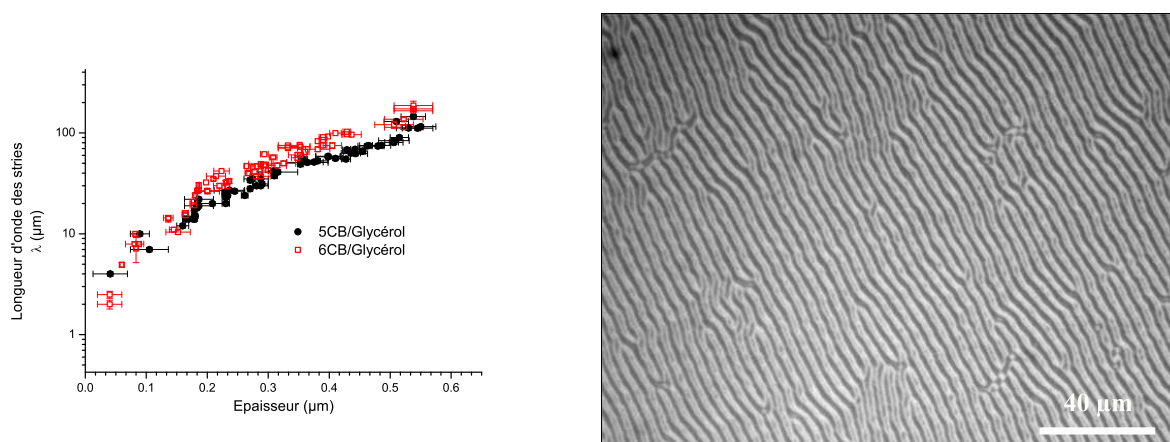 Longueur d'onde des stries
λ (µm)
100
10
1
5CB/Glycérol
6CB/Glycérol
0.0 0.1 0.2 0.3 0.4 0.5 0.6
Epaisseur (µm)
40 µm